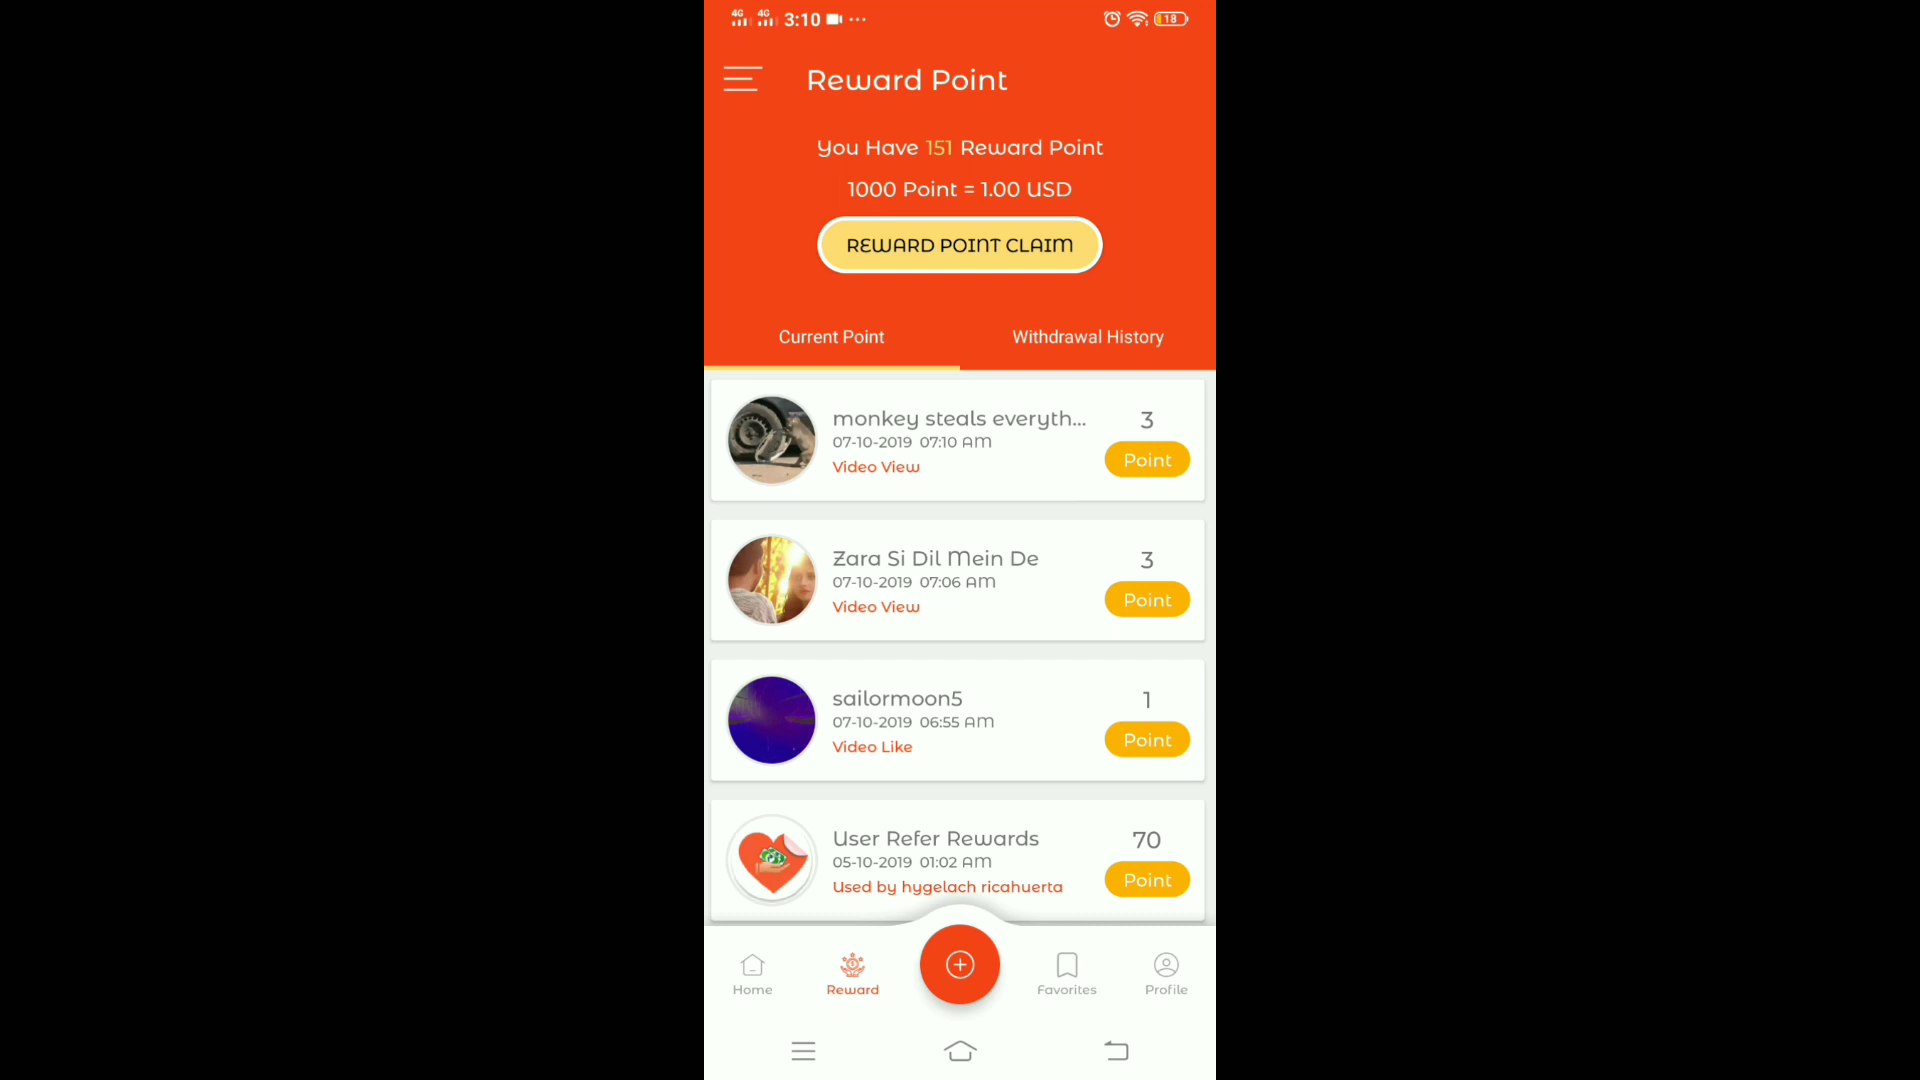 4G 4G 3:10 18
Reward Point
You Have 151 Reward Point
1000 Point = 1.00 USD
REWARD POINT CLAIM
Current Point Withdrawal History
monkey steals everyth... 3
07-10-2019 07:10 AM
Video View Point
Zara Si Dil Mein De 3
07-10-2019 07:06 AM
Video View Point
sailormoon5 1
07-10-2019 06:55 AM
Video Like Point
User Refer Rewards 70
05-10-2019 01:02 AM
Used by hygelach ricahuerta Point
Home Reward Favorites Profile